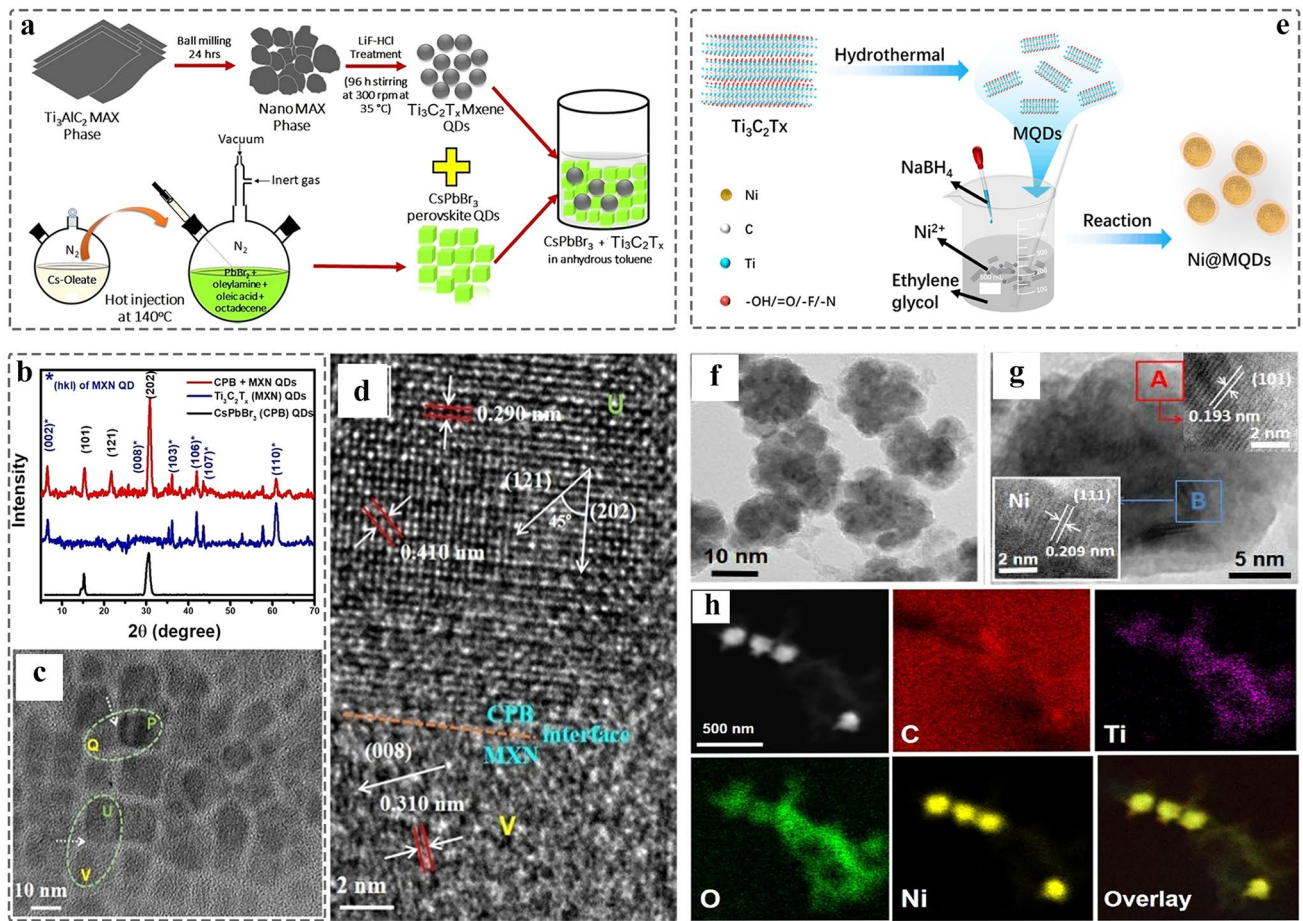 a
Ball milling
24 hrs
LiF-HCl
Treatment
(96 h stirring
at 300 rpm at
35 °C)
Ti₃AlC₂ MAX
Phase
Nano MAX
Phase
Ti₃C₂Tₓ Mxene
QDs
Vacuum
Inert gas
N₂
Cs-Oleate
N₂
PbBr₂ +
oleylamine +
oleic acid +
octadecene
Hot injection
at 140°C
CsPbBr₃
perovskite QDs
CsPbBr₃ + Ti₃C₂Tₓ
in anhydrous toluene
e
Hydrothermal
Ti₃C₂Tx
MQDs
NaBH₄
Ni²⁺
Ethylene
glycol
Ni
C
Ti
-OH/=O/-F/-N
Reaction
Ni@MQDs
b
* (hkl) of MXN QD
CPB + MXN QDs
Ti₃C₂Tₓ (MXN) QDs
CsPbBr₃ (CPB) QDs
(002)*
(101)
(121)
(008)*
(202)
(103)*
(106)*
(107)*
(110)*
Intensity
10 20 30 40 50 60 70
2θ (degree)
c
P
Q
U
V
10 nm
d
0.290 nm
U
(121)
(202)
45°
0.410 nm
CPB
interface
MXN
(008)
0.310 nm
V
2 nm
f
10 nm
g
A
(101)
0.193 nm
2 nm
Ni
(111)
0.209 nm
2 nm
B
5 nm
h
500 nm
C
Ti
O
Ni
Overlay